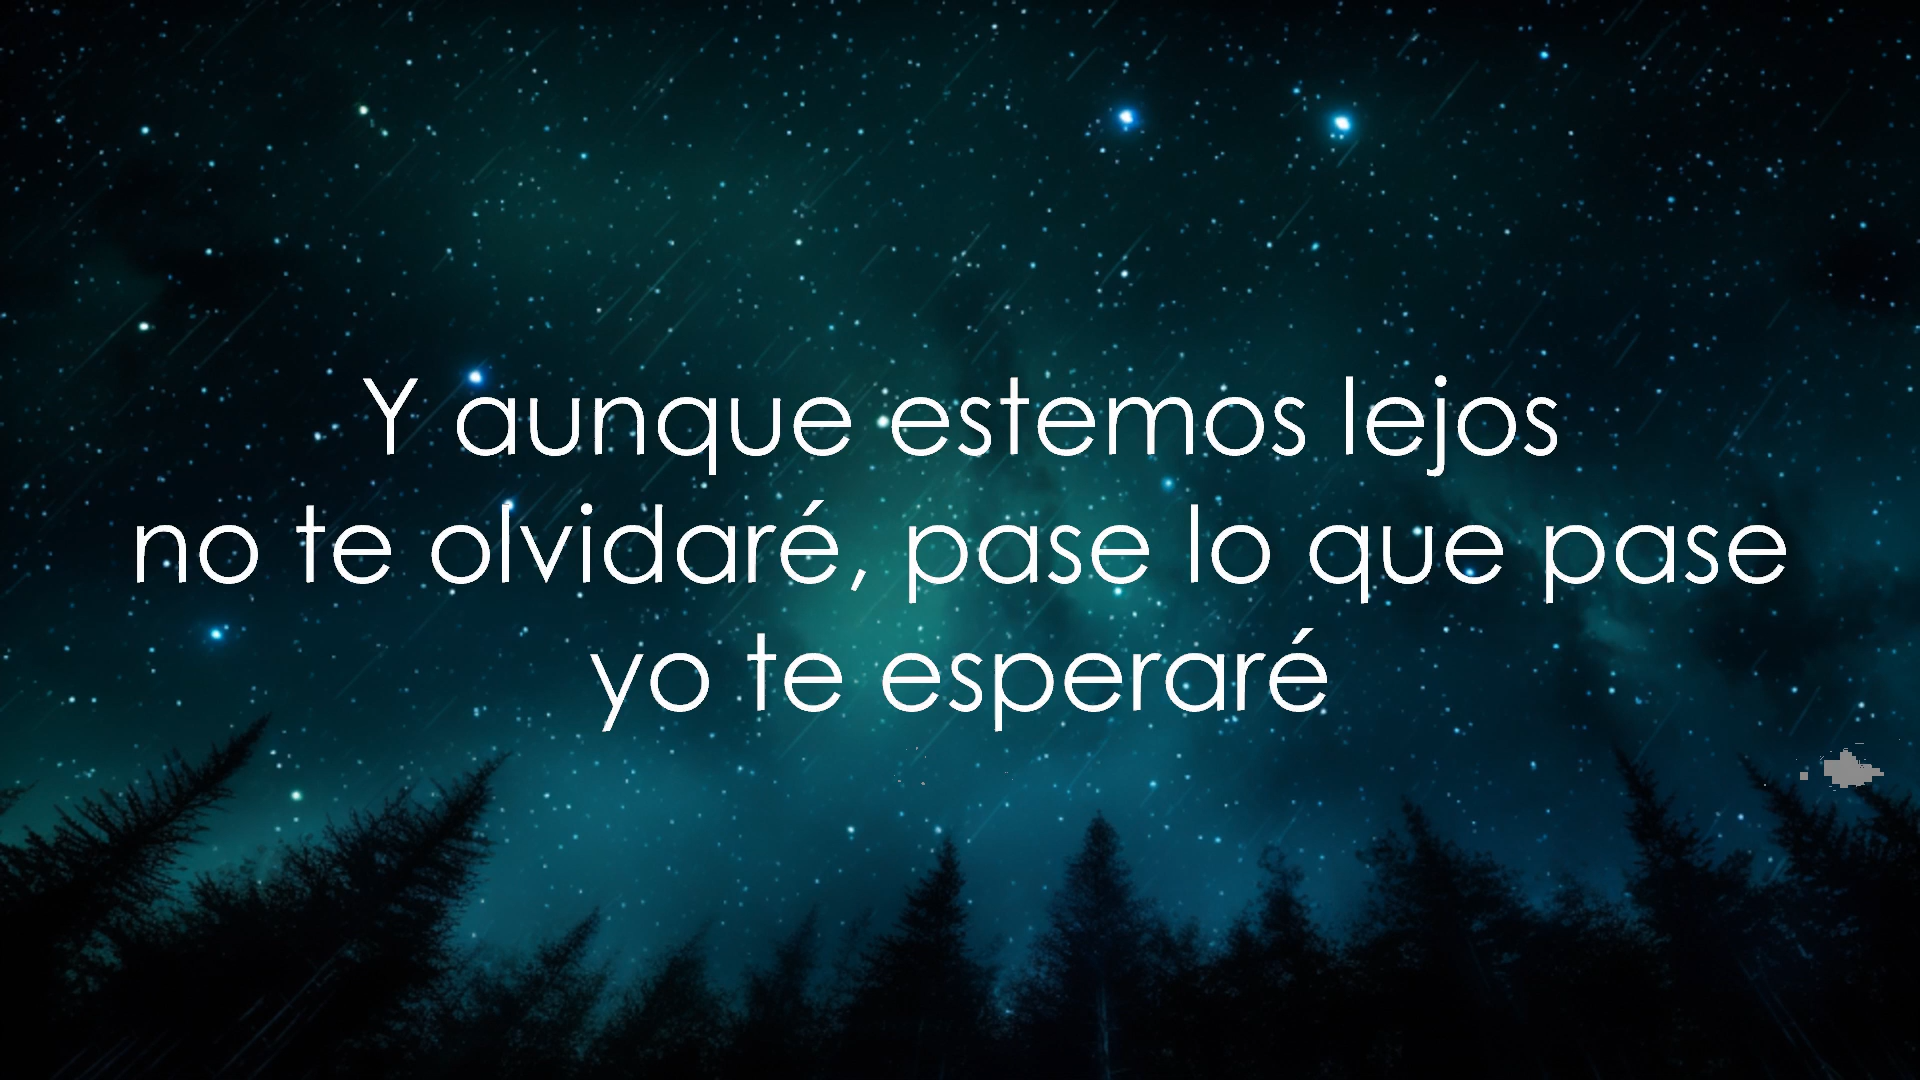 Y aunque estemos lejos
no te olvidaré, pase lo que pase
yo te esperaré